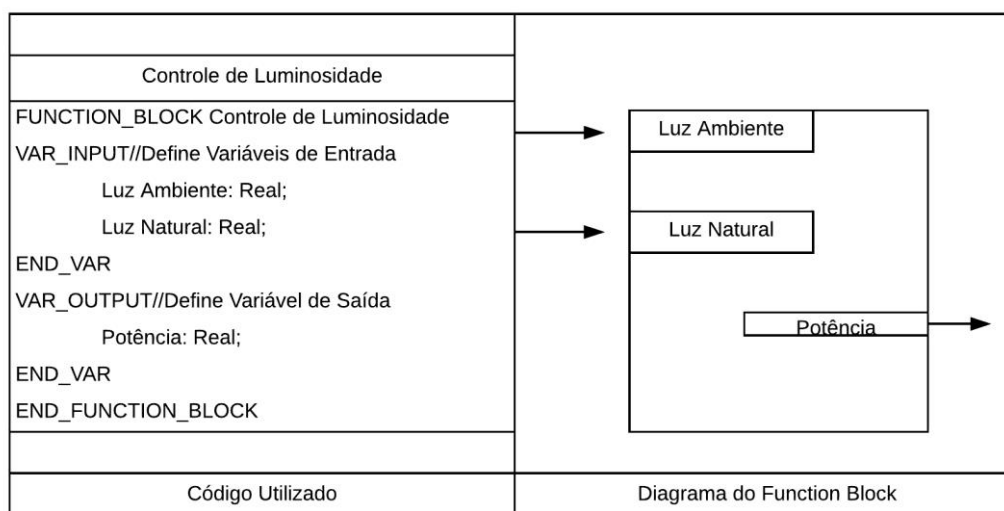 Controle de Luminosidade
FUNCTION_BLOCK Controle de Luminosidade
VAR_INPUT//Define Variáveis de Entrada
Luz Ambiente: Real;
Luz Natural: Real;
END_VAR
VAR_OUTPUT//Define Variável de Saída
Potência: Real;
END_VAR
END_FUNCTION_BLOCK
Código Utilizado
Luz Ambiente
Luz Natural
Potência
Diagrama do Function Block